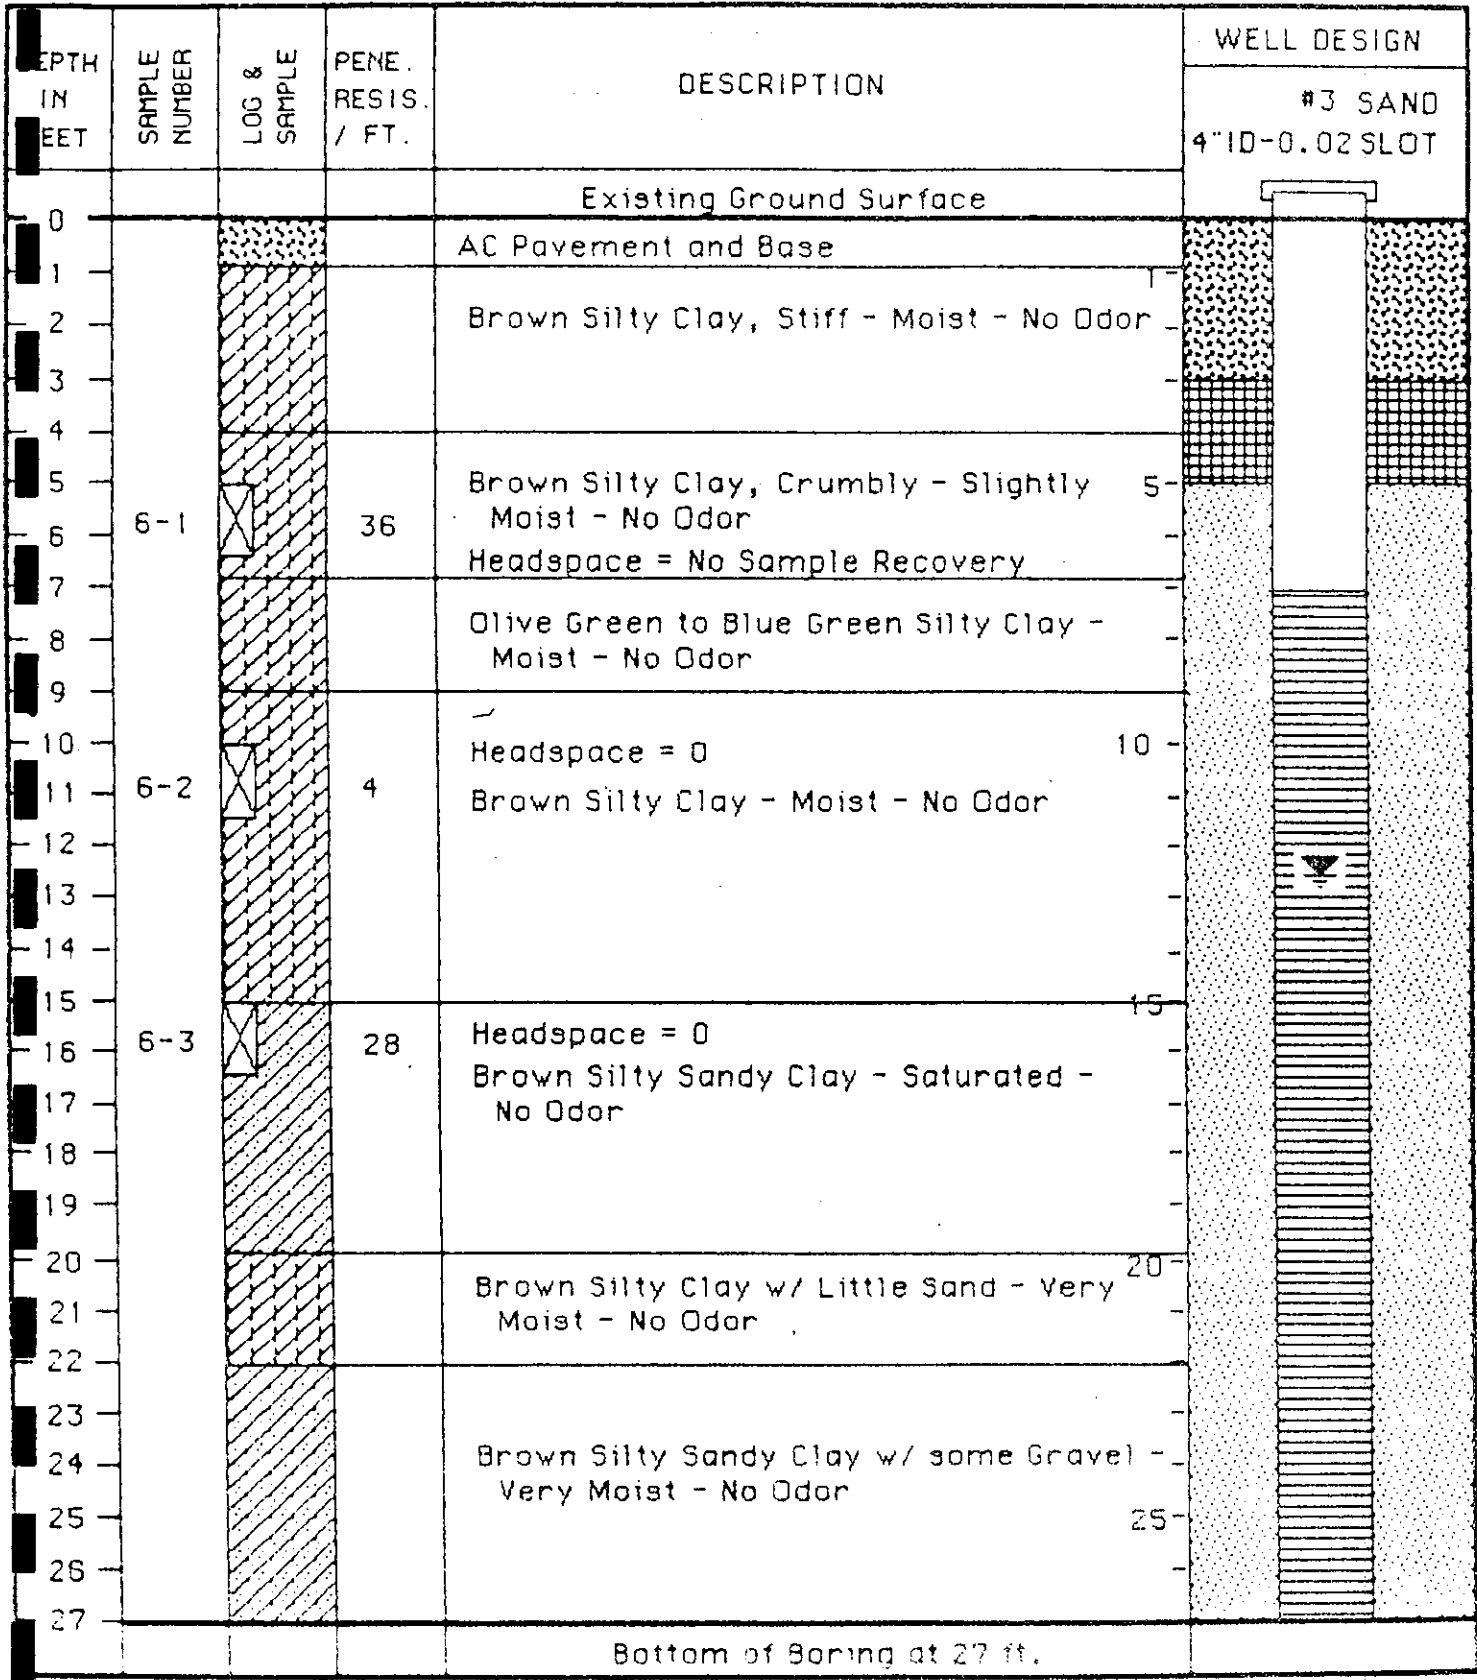 EPTH
IN
EET
SAMPLE
NUMBER
LOG &
SAMPLE
PENE.
RESIS.
/ FT.
DESCRIPTION
WELL DESIGN
#3 SAND
4"ID-0.02 SLOT
Existing Ground Surface
0
AC Pavement and Base
1
1
2
Brown Silty Clay, Stiff - Moist - No Odor
3
4
5
Brown Silty Clay, Crumbly - Slightly
5
6-1
36
Moist - No Odor
6
Headspace = No Sample Recovery
7
Olive Green to Blue Green Silty Clay -
8
Moist - No Odor
9
10
Headspace = 0
10
11
6-2
4
Brown Silty Clay - Moist - No Odor
12
13
14
15
15
6-3
28
Headspace = 0
16
Brown Silty Sandy Clay - Saturated -
17
No Odor
18
19
20
20
Brown Silty Clay w/ Little Sand - Very
21
Moist - No Odor
22
23
24
Brown Silty Sandy Clay w/ some Gravel -
Very Moist - No Odor
25
25
26
27
Bottom of Boring at 27 ft.